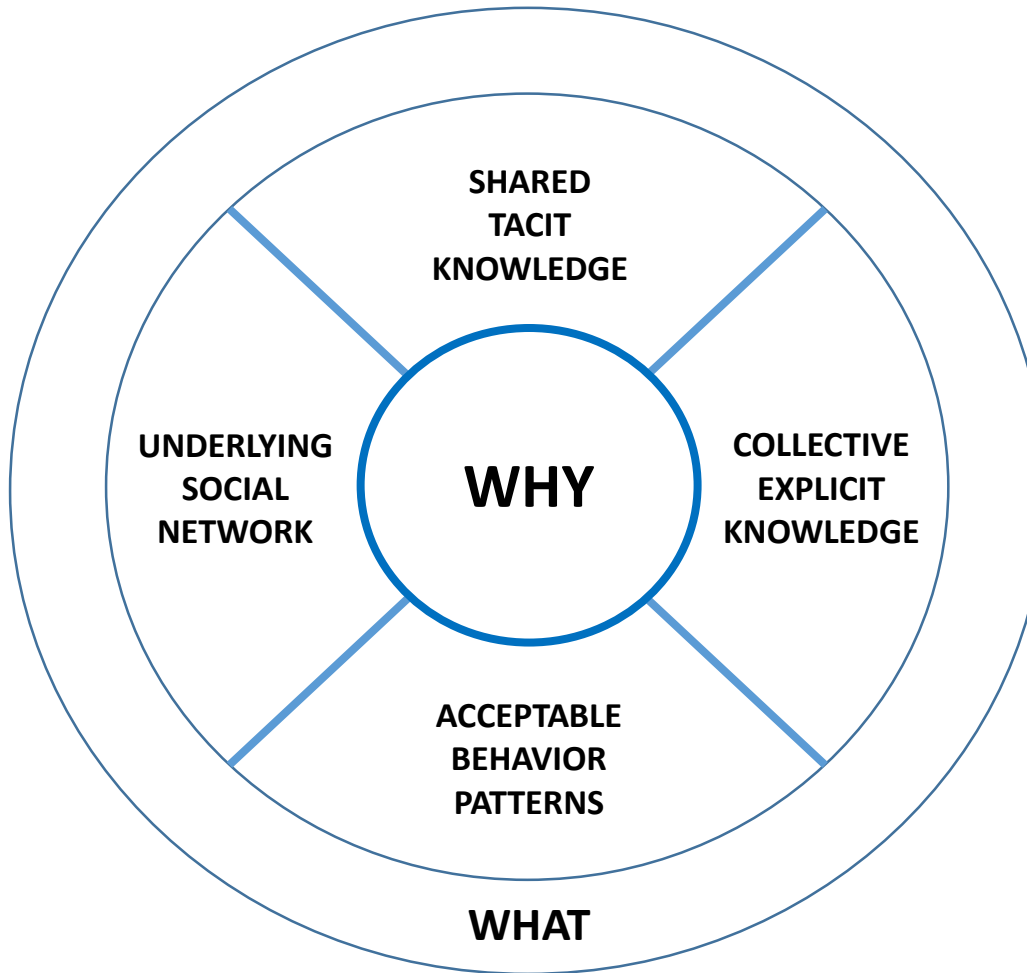 SHARED
TACIT
KNOWLEDGE
UNDERLYING
SOCIAL
NETWORK
WHY
COLLECTIVE
EXPLICIT
KNOWLEDGE
ACCEPTABLE
BEHAVIOR
PATTERNS
WHAT